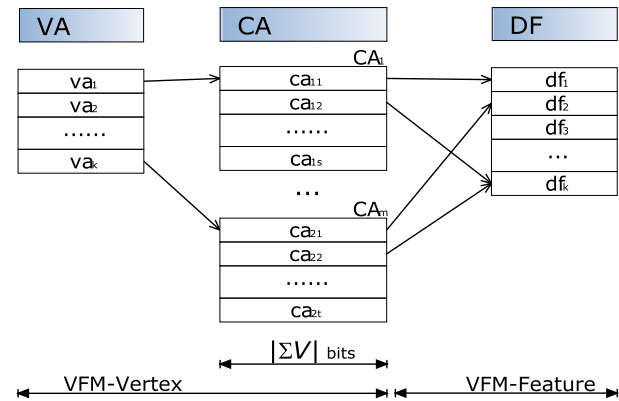 VA CA DF
CA1
va1 ca11 df1
va2 ca12 df2
...... ...... df3
vak ca1s ...
dfk
...
CAm
ca21
ca22
......
ca2t
|ΣV| bits
VFM-Vertex VFM-Feature